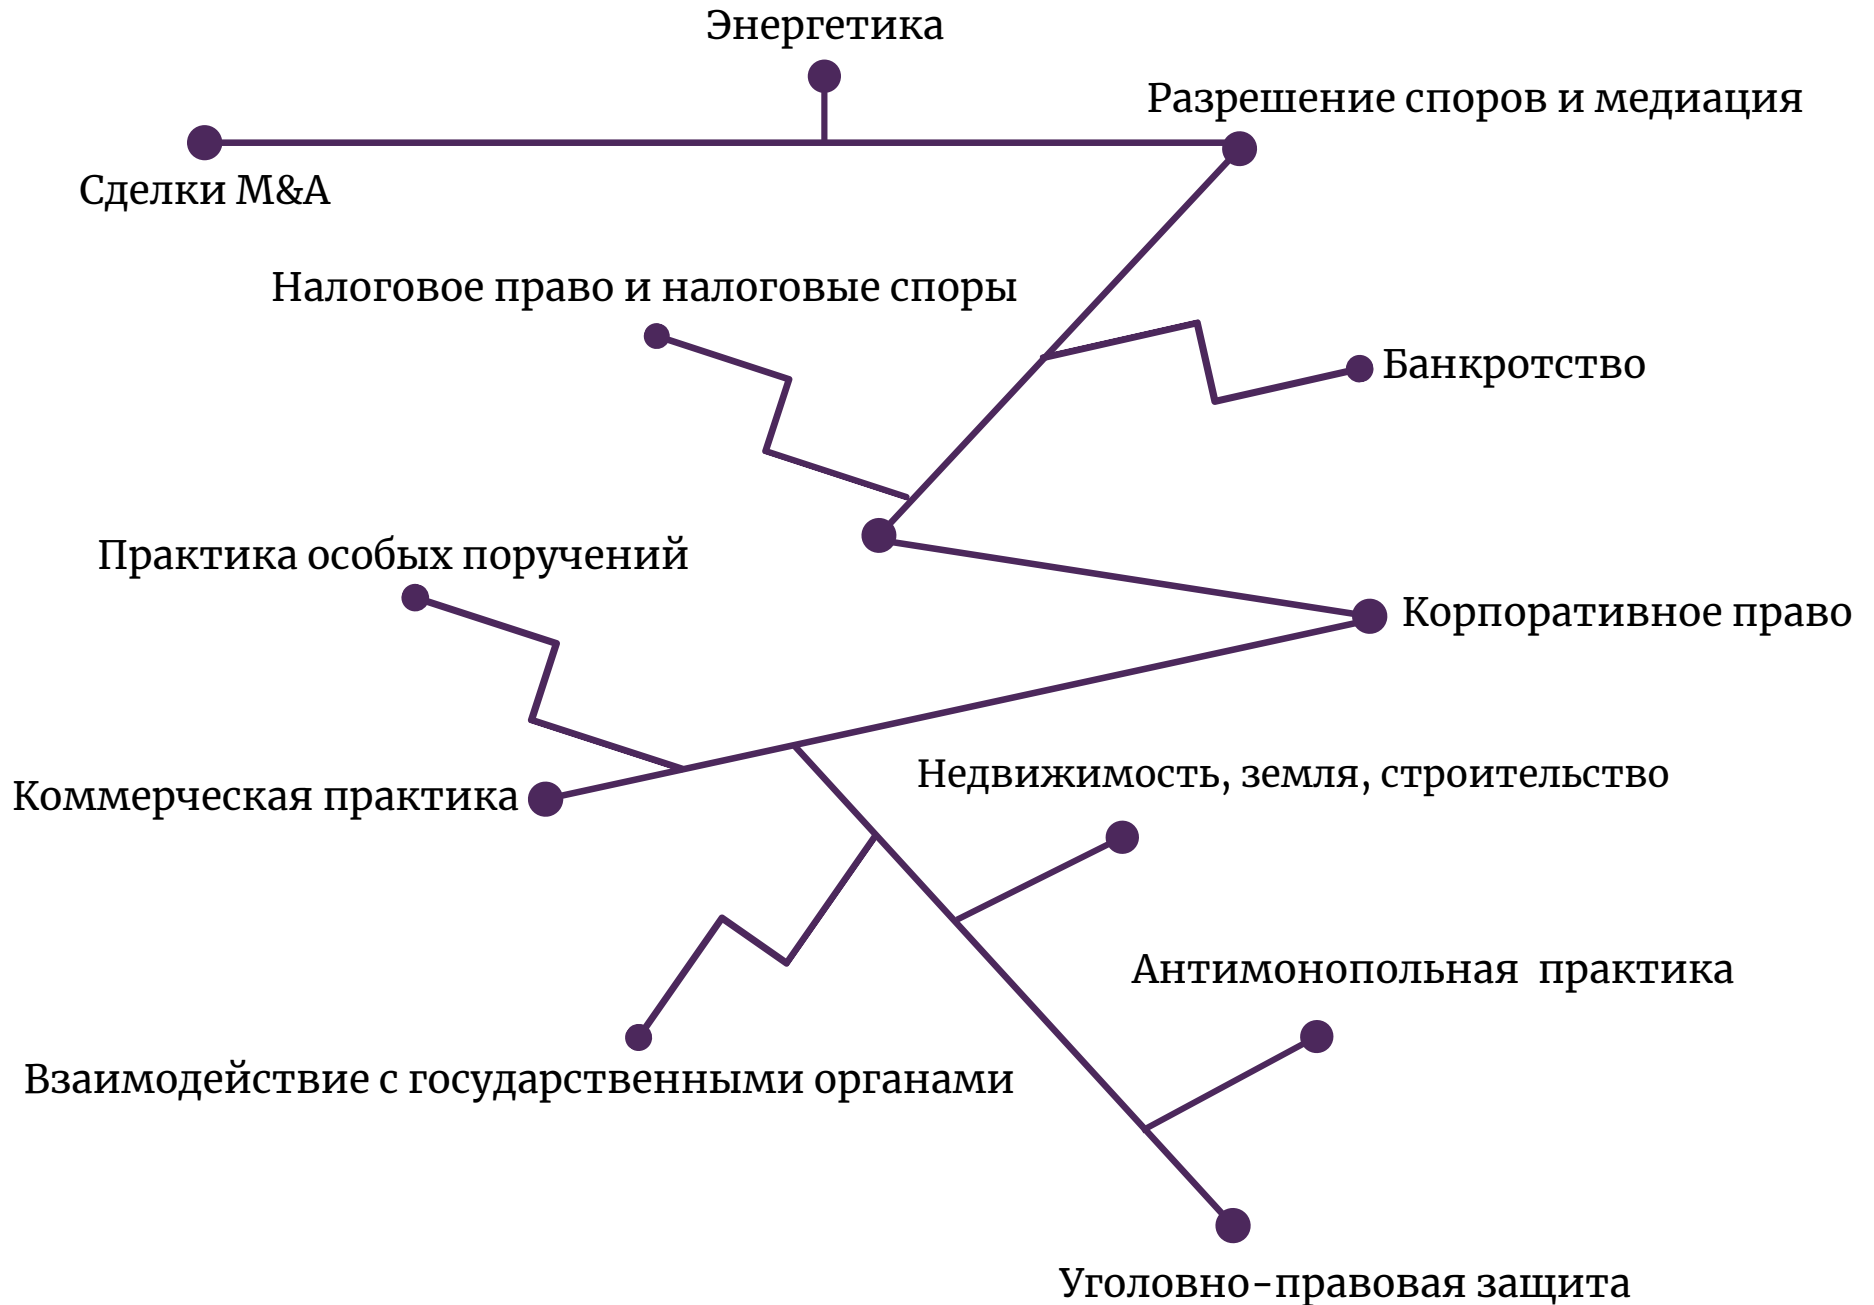 Энергетика
Разрешение споров и медиация
Сделки M&A
Налоговое право и налоговые споры
Банкротство
Практика особых поручений
Корпоративное право
Недвижимость, земля, строительство
Коммерческая практика
Антимонопольная практика
Взаимодействие с государственными органами
Уголовно-правовая защита